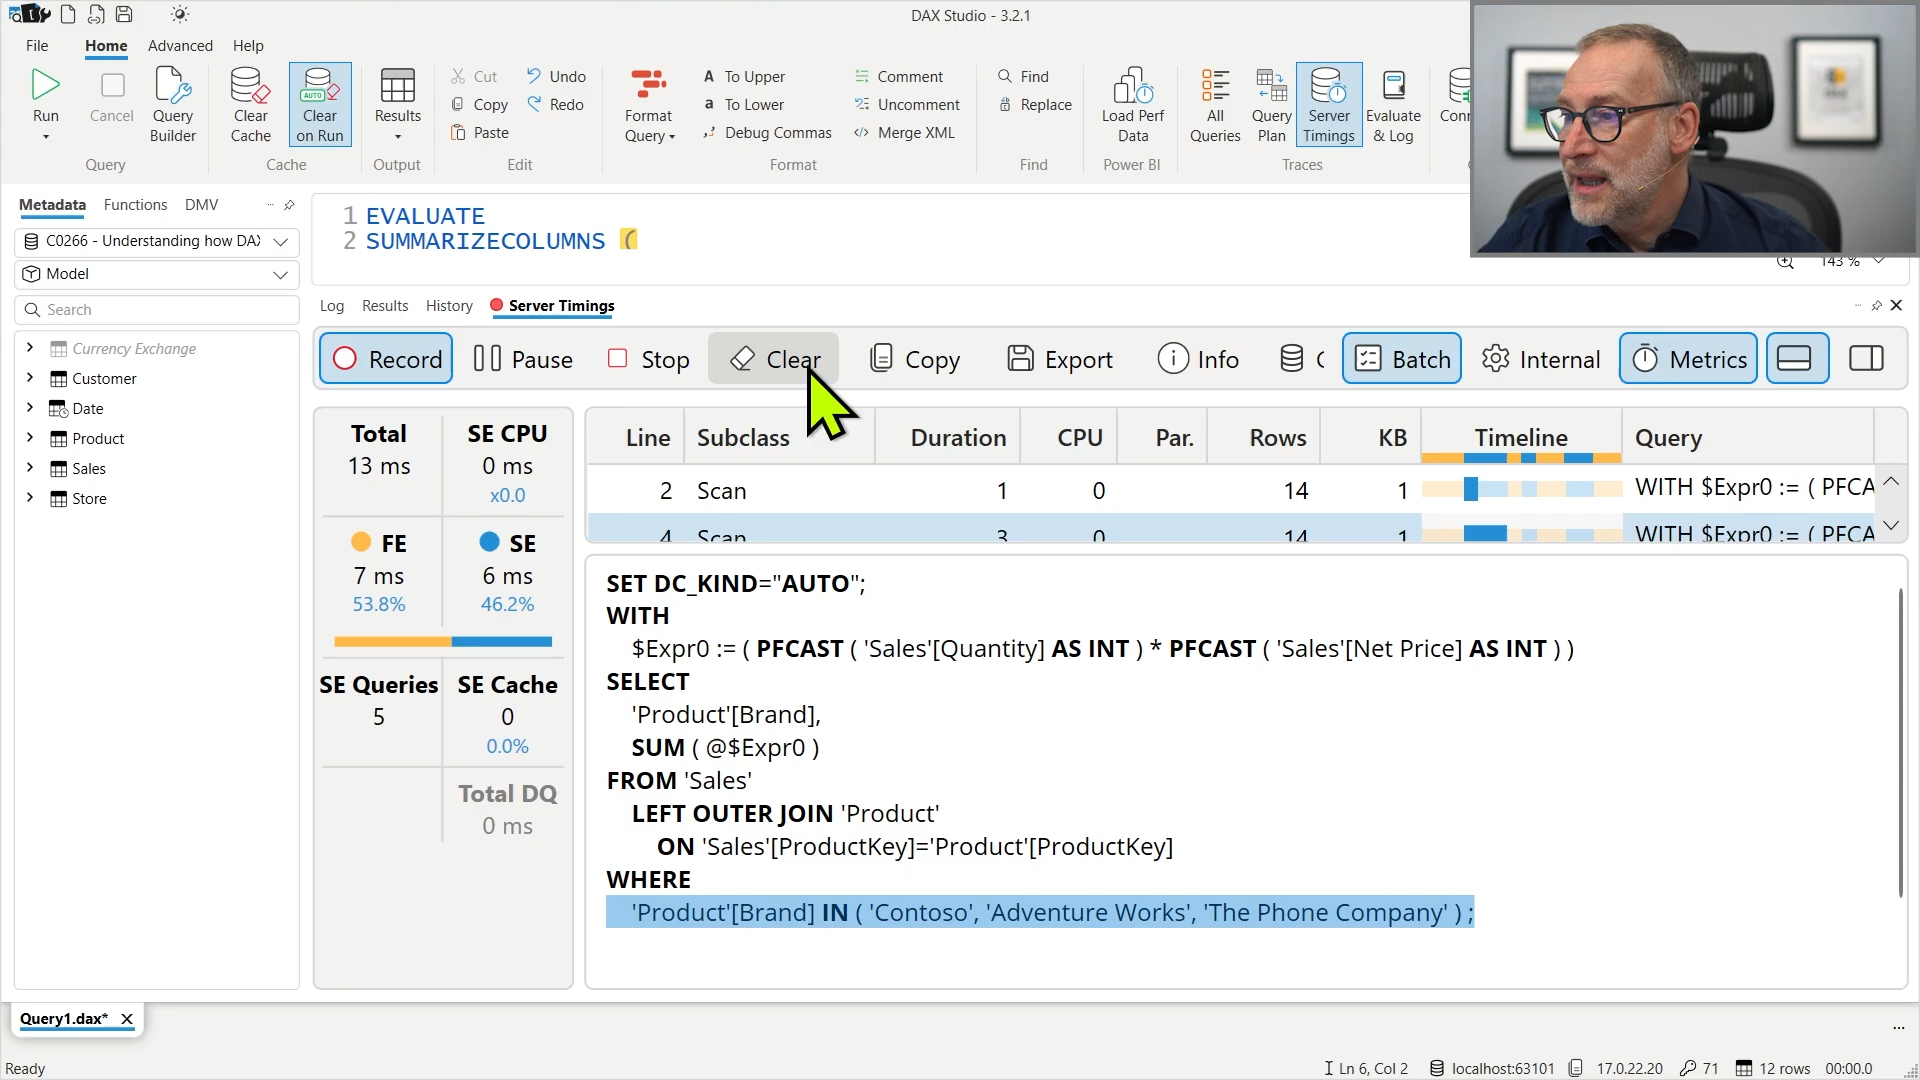 DAX Studio - 3.2.1
File Home Advanced Help
Run
Cancel
Query Builder
Query
Clear Cache
Clear on Run
AUTO
Cache
Results
Output
Cut
Copy
Paste
Undo
Redo
Edit
Format Query
To Upper
To Lower
Debug Commas
Comment
Uncomment
Merge XML
Format
Find
Replace
Find
Load Perf Data
Power BI
All Queries
Query Plan
Server Timings
Evaluate & Log
Traces
Metadata Functions DMV
C0266 - Understanding how DAX
Model
Search
Currency Exchange
Customer
Date
Product
Sales
Store
1 EVALUATE
2 SUMMARIZECOLUMNS (
143 %
Log Results History Server Timings
Record Pause Stop Clear Copy Export Info Batch Internal Metrics
Total
13 ms
SE CPU
0 ms
x0.0
FE
7 ms
53.8%
SE
6 ms
46.2%
SE Queries
5
SE Cache
0
0.0%
Total DQ
0 ms
Line Subclass Duration CPU Par. Rows KB Timeline Query
2 Scan 1 0 14 1 WITH $Expr0 := ( PFCA
4 Scan 3 0 14 1 WITH $Expr0 := ( PFCA
SET DC_KIND="AUTO";
WITH
$Expr0 := ( PFCAST ( 'Sales'[Quantity] AS INT ) * PFCAST ( 'Sales'[Net Price] AS INT ) )
SELECT
'Product'[Brand],
SUM ( @$Expr0 )
FROM 'Sales'
LEFT OUTER JOIN 'Product'
ON 'Sales'[ProductKey]='Product'[ProductKey]
WHERE
'Product'[Brand] IN ( 'Contoso', 'Adventure Works', 'The Phone Company' ) ;
Query1.dax*
Ready
Ln 6, Col 2 localhost:63101 17.0.22.20 71 12 rows 00:00.0